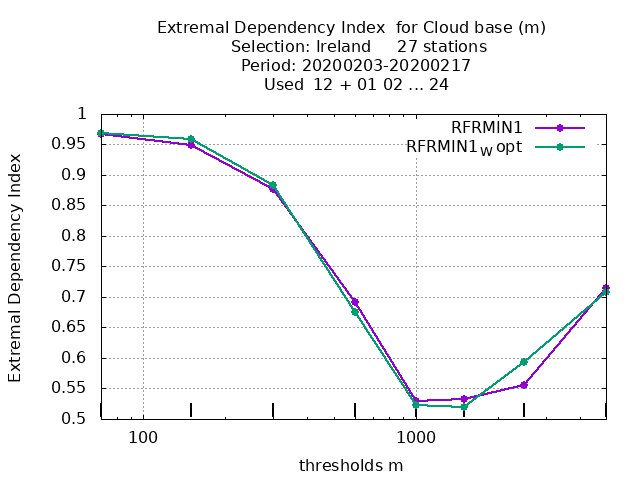 Extremal Dependency Index  for Cloud base (m)
Selection: Ireland     27 stations
Period: 20200203-20200217
Used  12 + 01 02 ... 24
RFRMIN1
RFRMIN1W opt
Extremal Dependency Index
1
0.95
0.9
0.85
0.8
0.75
0.7
0.65
0.6
0.55
0.5
100
1000
thresholds m